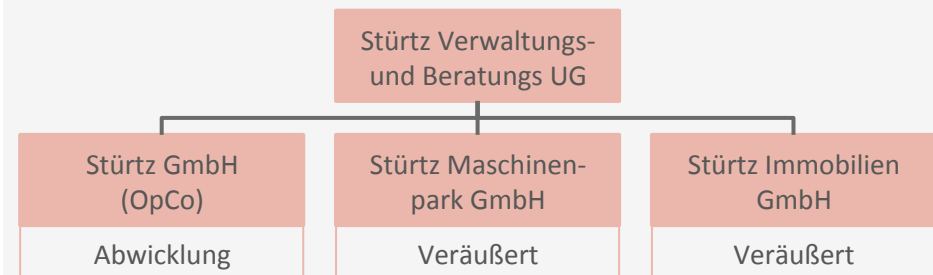 Stürtz Verwaltungs-
und Beratungs UG
Stürtz GmbH
(OpCo)
Abwicklung
Stürtz Maschinen-
park GmbH
Veräußert
Stürtz Immobilien
GmbH
Veräußert